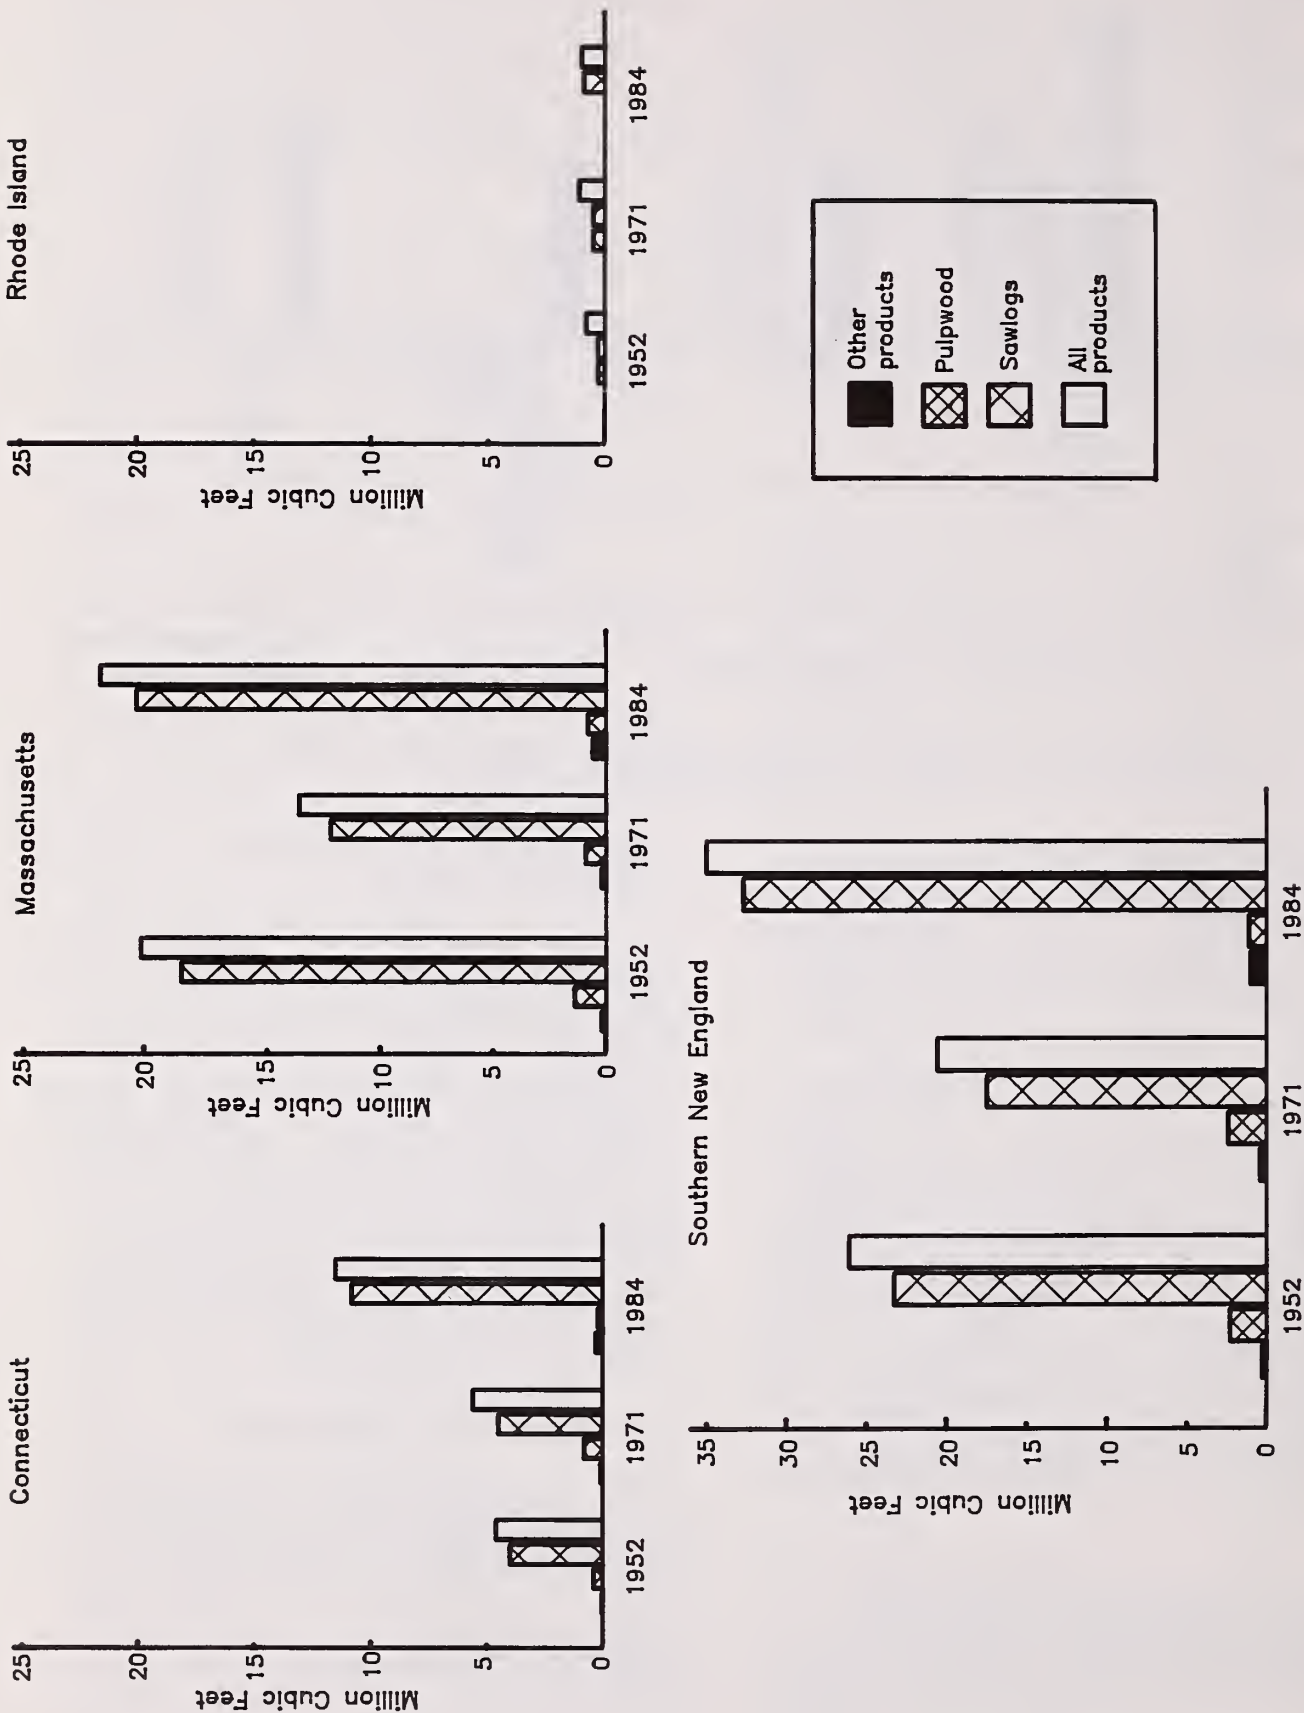 Connecticut
Million Cubic Feet
25
20
15
10
5
0
1952
1971
1984
Massachusetts
Million Cubic Feet
25
20
15
10
5
0
1952
1971
1984
Rhode Island
Million Cubic Feet
25
20
15
10
5
0
1952
1971
1984
Southern New England
Million Cubic Feet
35
30
25
20
15
10
5
0
1952
1971
1984
Other
products
Pulpwood
Sawlogs
All
products